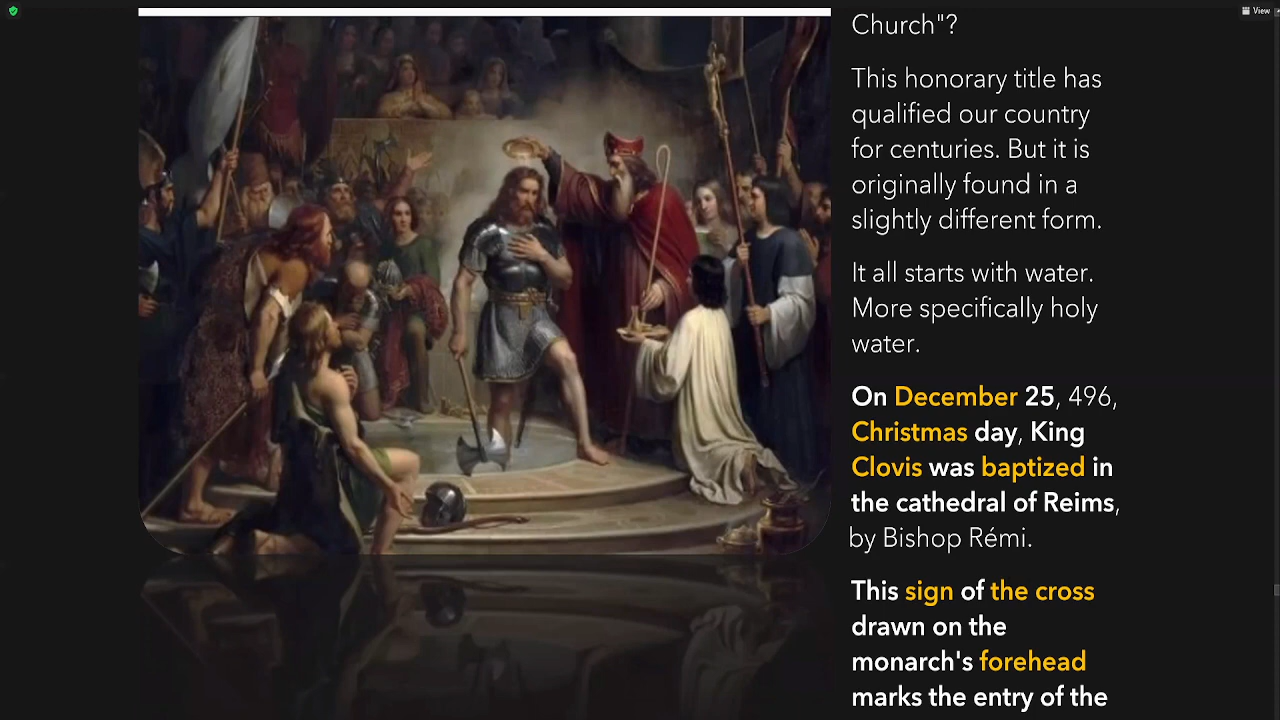 View
Church"?
This honorary title has
qualified our country
for centuries. But it is
originally found in a
slightly different form.
It all starts with water.
More specifically holy
water.
On December 25, 496,
Christmas day, King
Clovis was baptized in
the cathedral of Reims,
by Bishop Rémi.
This sign of the cross
drawn on the
monarch's forehead
marks the entry of the